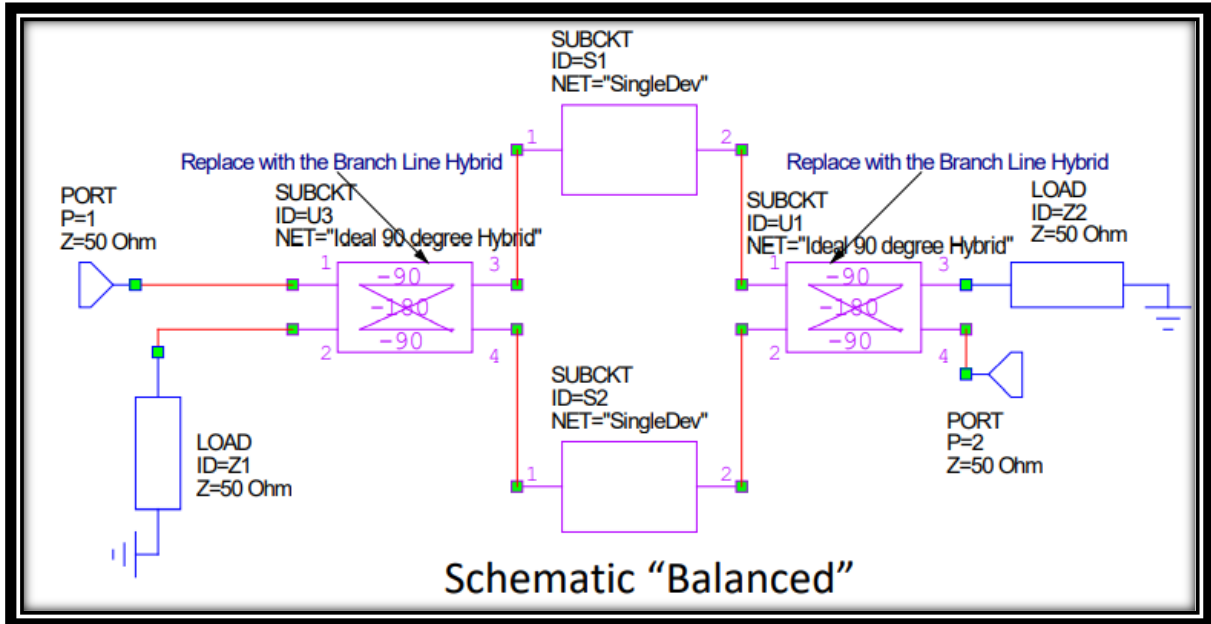 SUBCKT
ID=S1
NET="SingleDev"
1
2
Replace with the Branch Line Hybrid
Replace with the Branch Line Hybrid
PORT
P=1
Z=50 Ohm
SUBCKT
ID=U3
NET="Ideal 90 degree Hybrid"
SUBCKT
ID=U1
NET="Ideal 90 degree Hybrid"
LOAD
ID=Z2
Z=50 Ohm
1
3
-90
-180
-90
2
4
1
3
-90
-180
-90
2
4
SUBCKT
ID=S2
NET="SingleDev"
1
2
LOAD
ID=Z1
Z=50 Ohm
PORT
P=2
Z=50 Ohm
Schematic “Balanced”